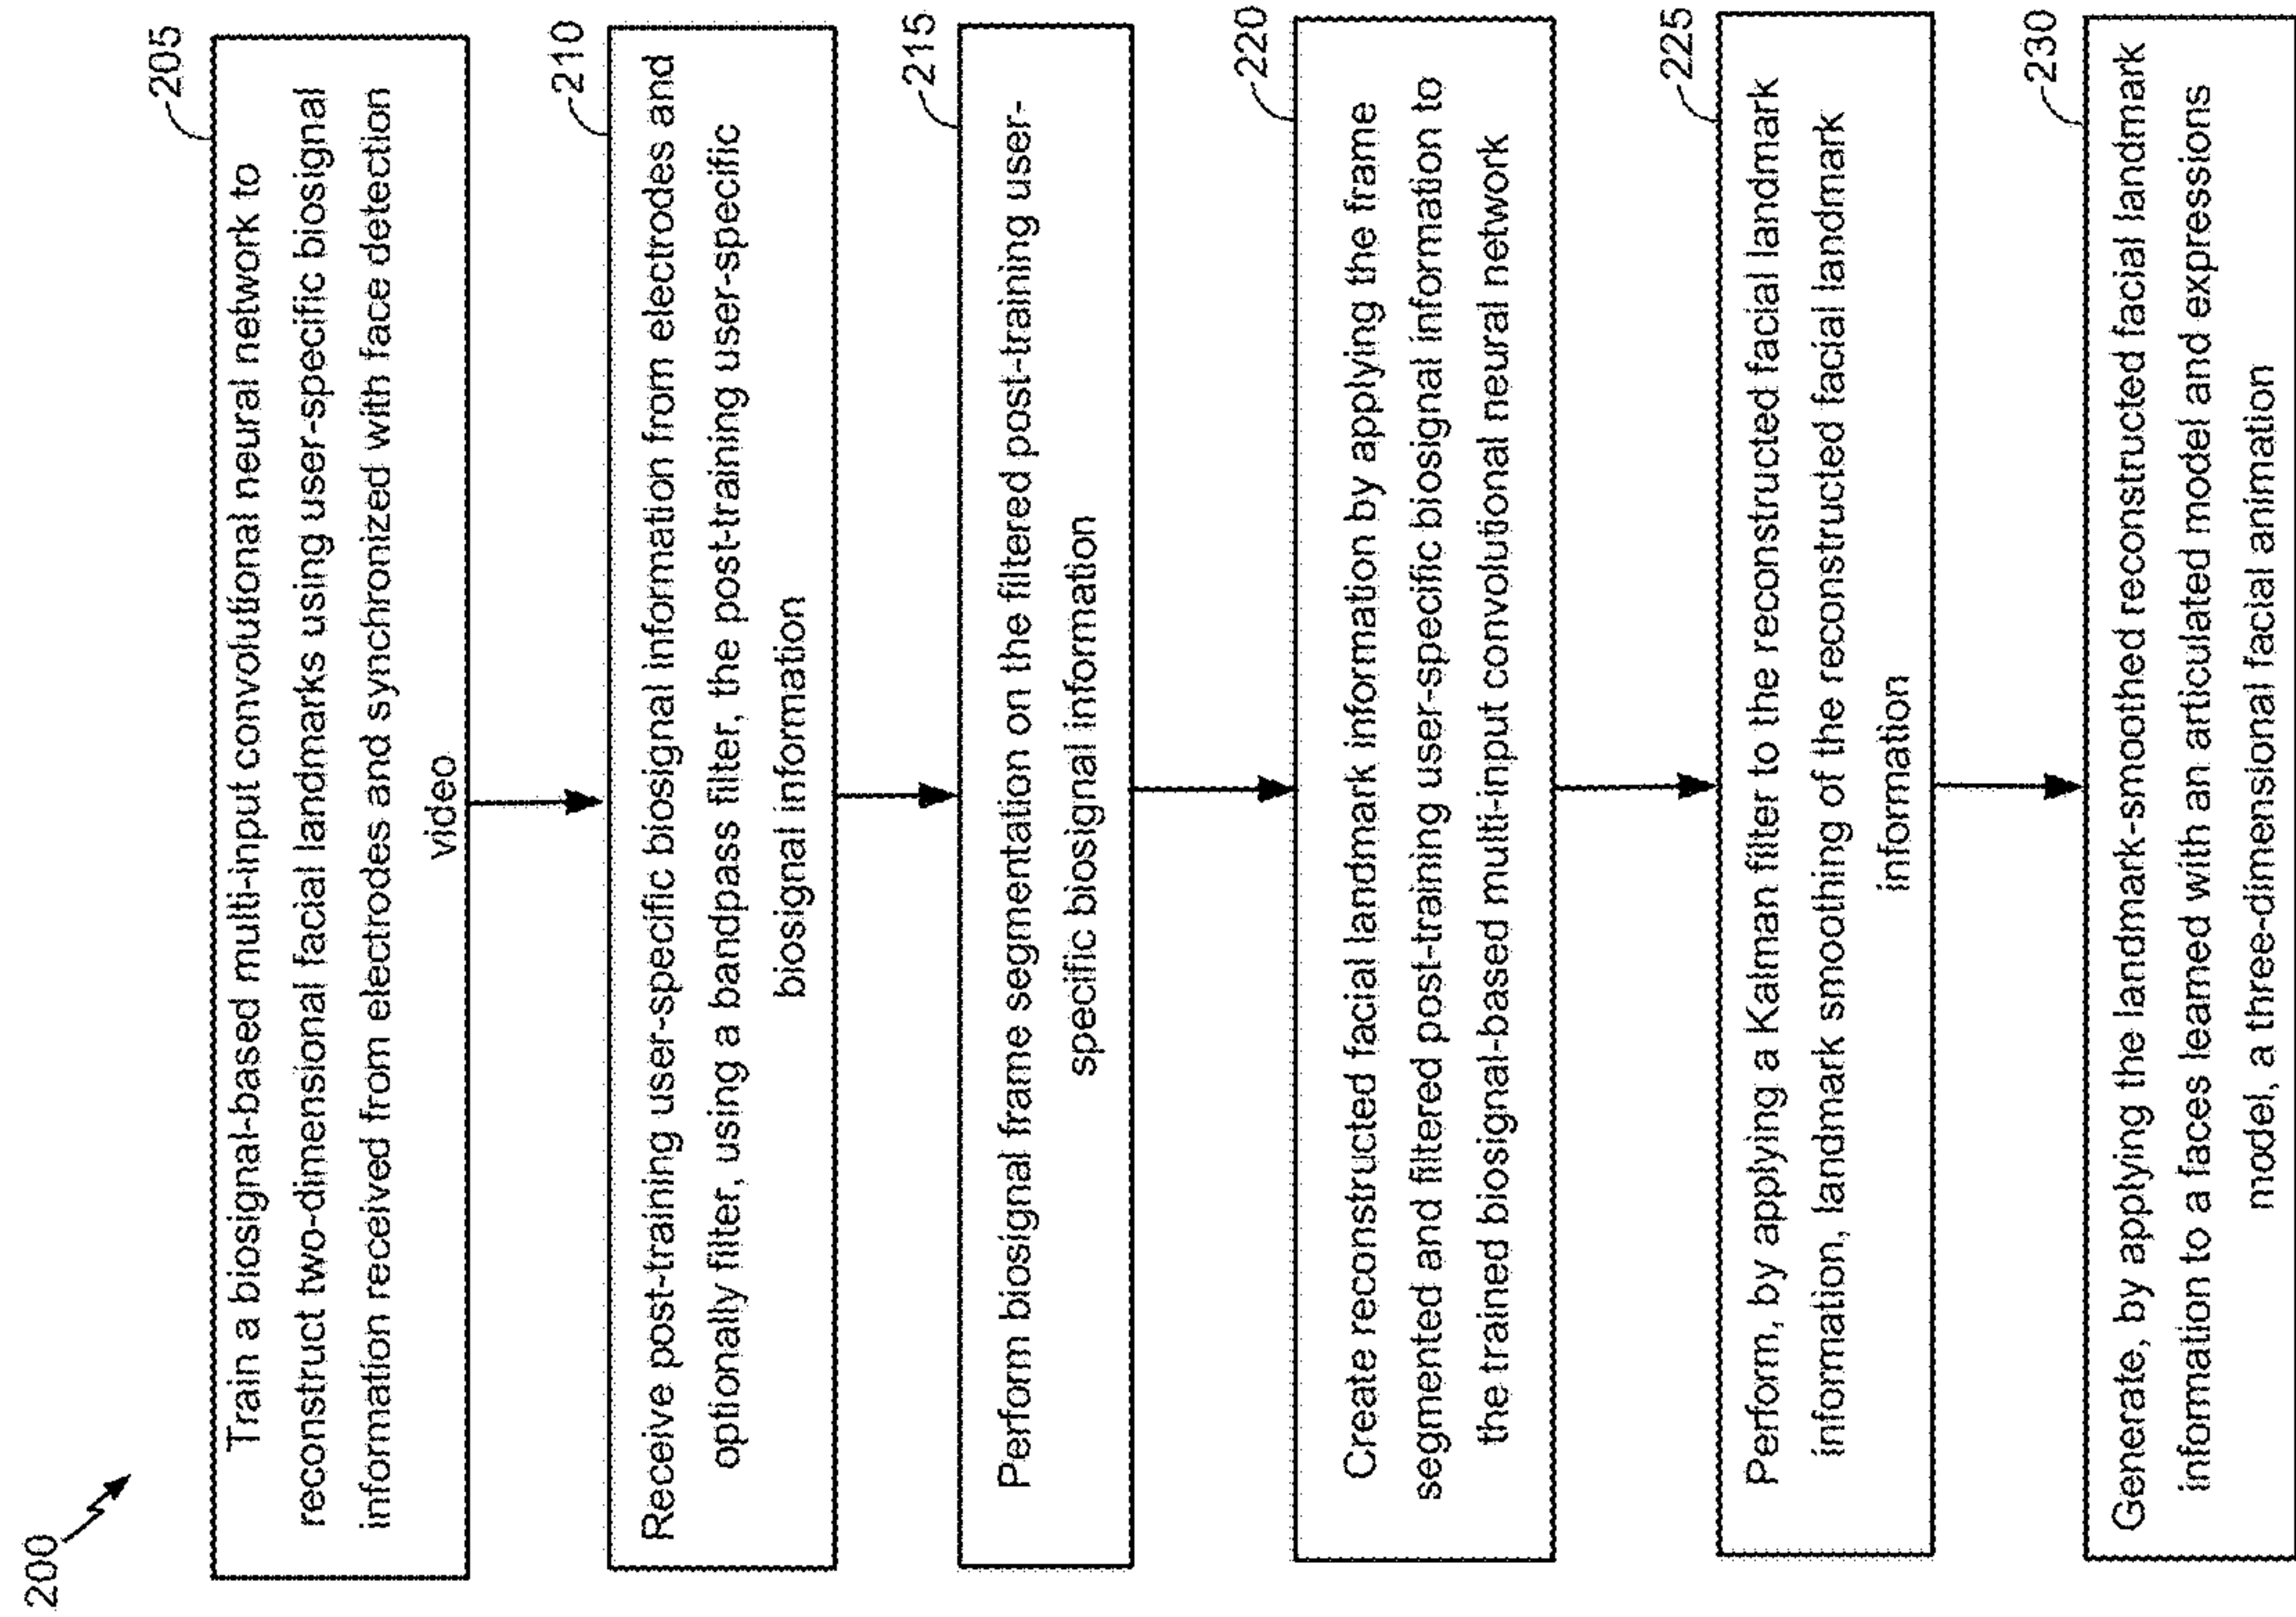 200
205
Train a biosignal-based multi-input convolutional neural network to
reconstruct two-dimensional facial landmarks using user-specific biosignal
information received from electrodes and synchronized with face detection
video
210
Receive post-training user-specific biosignal information from electrodes and
optionally filter, using a bandpass filter, the post-training user-specific
biosignal information
215
Perform biosignal frame segmentation on the filtered post-training user-
specific biosignal information
220
Create reconstructed facial landmark information by applying the frame
segmented and filtered post-training user-specific biosignal information to
the trained biosignal-based multi-input convolutional neural network
225
Perform, by applying a Kalman filter to the reconstructed facial landmark
information, landmark smoothing of the reconstructed facial landmark
information
230
Generate, by applying the landmark-smoothed reconstructed facial landmark
information to a faces learned with an articulated model and expressions
model, a three-dimensional facial animation